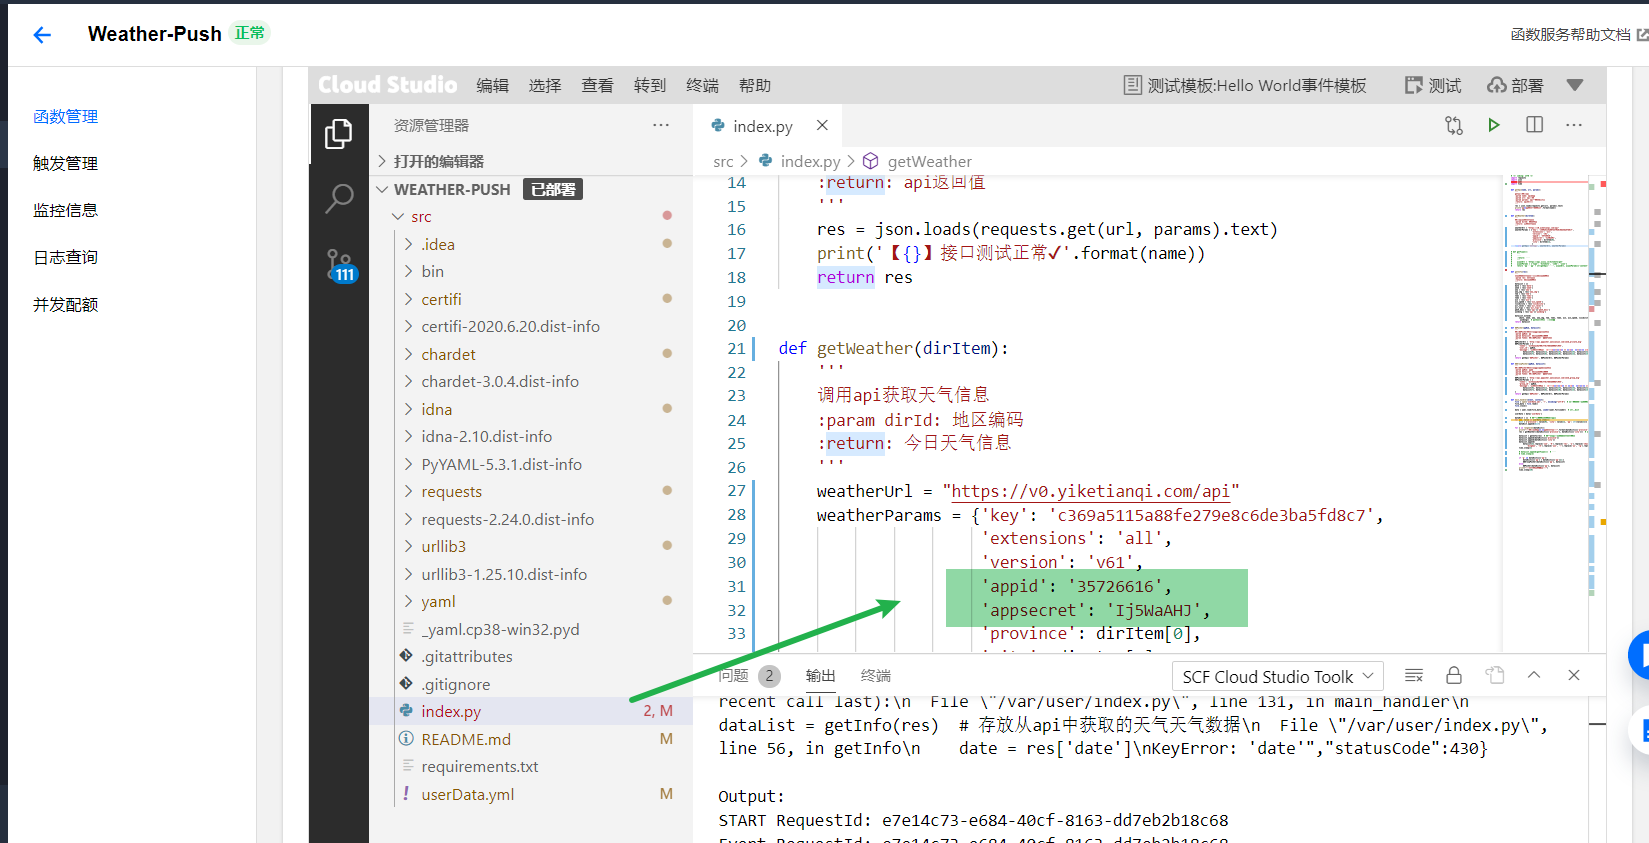 Weather-Push 正常
函数服务帮助文档
函数管理
触发管理
监控信息
日志查询
并发配额
Cloud Studio 编辑 选择 查看 转到 终端 帮助 测试模板:Hello World事件模板 测试 部署
资源管理器
打开的编辑器
WEATHER-PUSH 已部署
src
.idea
bin
certifi
certifi-2020.6.20.dist-info
chardet
chardet-3.0.4.dist-info
idna
idna-2.10.dist-info
PyYAML-5.3.1.dist-info
requests
requests-2.24.0.dist-info
urllib3
urllib3-1.25.10.dist-info
yaml
_yaml.cp38-win32.pyd
.gitattributes
.gitignore
index.py 2, M
README.md M
requirements.txt
userData.yml M
111
index.py
src index.py getWeather
14 :return: api返回值
15 '''
16 res = json.loads(requests.get(url, params).text)
17 print('【{}】接口测试正常✓'.format(name))
18 return res
19
20
21 def getWeather(dirItem):
22 '''
23 调用api获取天气信息
24 :param dirId: 地区编码
25 :return: 今日天气信息
26 '''
27 weatherUrl = "https://v0.yiketianqi.com/api"
28 weatherParams = {'key': 'c369a5115a88fe279e8c6de3ba5fd8c7',
29 'extensions': 'all',
30 'version': 'v61',
31 'appid': '35726616',
32 'appsecret': 'Ij5WaAHJ',
33 'province': dirItem[0],
问题 2 输出 终端 SCF Cloud Studio Toolk
recent call last):\n  File \"/var/user/index.py\", line 131, in main_handler\n
dataList = getInfo(res)  # 存放从api中获取的天气天气数据\n  File \"/var/user/index.py\",
line 56, in getInfo\n    date = res['date']\nKeyError: 'date'","statusCode":430}
Output:
START RequestId: e7e14c73-e684-40cf-8163-dd7eb2b18c68
Event RequestId: e7e14c73-e684-40cf-8163-dd7eb2b18c68